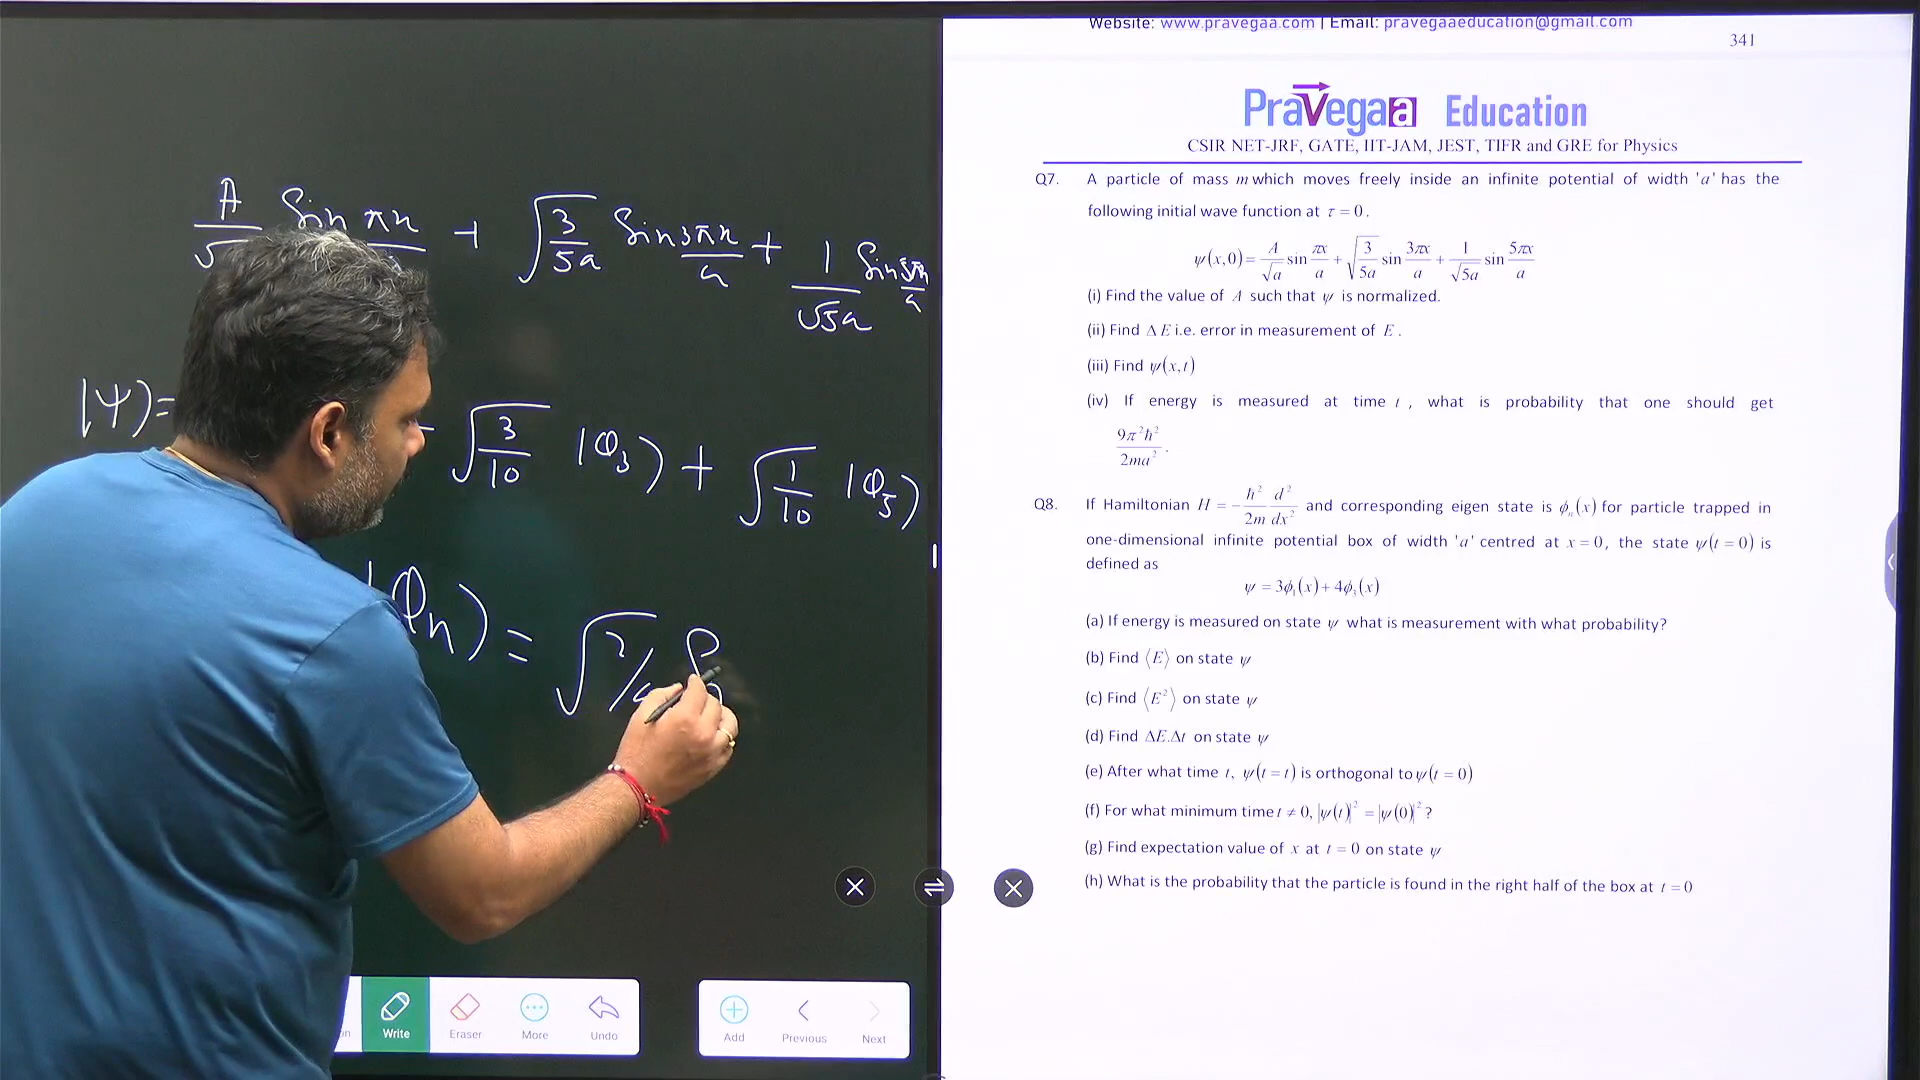 Website: www.pravegaa.com | Email: pravegaaeducation@gmail.com
341
PraVegaa Education
CSIR NET-JRF, GATE, IIT-JAM, JEST, TIFR and GRE for Physics
Q7. A particle of mass m which moves freely inside an infinite potential of width 'a' has the
following initial wave function at τ = 0.
ψ(x,0) = A/√a sin πx/a + √(3/5a) sin 3πx/a + 1/√5a sin 5πx/a
(i) Find the value of A such that ψ is normalized.
(ii) Find Δ E i.e. error in measurement of E.
(iii) Find ψ(x,t)
(iv) If energy is measured at time t, what is probability that one should get
9π²ħ²/2ma².
Q8. If Hamiltonian H = -ħ²/2m d²/dx² and corresponding eigen state is ϕₙ(x) for particle trapped in
one-dimensional infinite potential box of width 'a' centred at x = 0, the state ψ(t = 0) is
defined as
ψ = 3ϕ₁(x) + 4ϕ₃(x)
(a) If energy is measured on state ψ what is measurement with what probability?
(b) Find ⟨E⟩ on state ψ
(c) Find ⟨E²⟩ on state ψ
(d) Find ΔE.Δt on state ψ
(e) After what time t, ψ(t = t) is orthogonal to ψ(t = 0)
(f) For what minimum time t ≠ 0, |ψ(t)|² = |ψ(0)|² ?
(g) Find expectation value of x at t = 0 on state ψ
(h) What is the probability that the particle is found in the right half of the box at t = 0
A/√ Sin πx + √(3/5a) Sin 3πx/a + 1/√5a Sin 5πx/a
|ψ) = √(3/10) |φ₃) + √(1/10) |φ₅)
φn) = √2/a
Write
Eraser
More
Undo
Add
Previous
Next